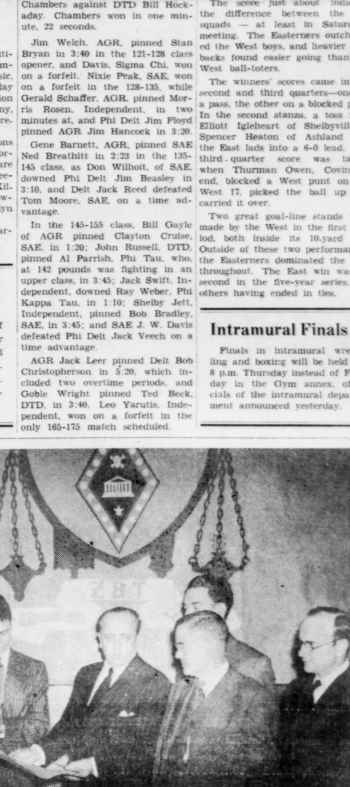 Chambers against DTD Bill Hock-
aday. Chambers won in one min-
ute, 22 seconds.
Jim Welch, AGR, pinned Stan
Bryan in 3:40 in the 121-128 class
opener, and Davis, Sigma Chi, won
on a forfeit. Nixie Peak, SAE, won
on a forfeit in the 128-135, while
Gerald Schaffer, AGR, pinned Mor-
ris Rosen, Independent, in two
minutes at, and Phi Delt Jim Floyd
pinned AGR Jim Hancock in 3:20.
Gene Barnett, AGR, pinned SAE
Ned Breathitt in 2:23 in the 135-
145 class, as Don Wilhoit, of SAE,
downed Phi Delt Jim Beasley in
3:10, and Delt Jack Reed defeated
Tom Moore, SAE, on a time ad-
vantage.
In the 145-155 class, Bill Gayle
of AGR pinned Clayton Cruise,
SAE, in 1:20; John Russell, DTD,
pinned Al Parrish, Phi Tau, who,
at 142 pounds was fighting in an
upper class, in 3:45; Jack Swift, In-
dependent, downed Ray Weber, Phi
Kappa Tau, in 1:10; Shelby Jett,
Independent, pinned Bob Bradley,
SAE, in 3:45; and SAE J. W. Davis
defeated Phi Delt Jack Veech on a
time advantage.
AGR Jack Leer pinned Delt Bob
Christopherson in 5:20, which in-
cluded two overtime periods, and
Goble Wright pinned Ted Beck,
DTD, in 3:40. Leo Yarutis, Inde-
pendent, won on a forfeit in the
only 165-175 match scheduled.
The score just about
the difference between the
squads — at least in Satur
meeting. The Easterners outch
ed the West boys, and heavier
backs found easier going than
West ball-toters.
The winners' scores came in
second and third quarters—one
a pass, the other on a blocked
In the second stanza, a toss
Elliott Igleheart of Shelbyvill
Spencer Heaton of Ashland
the East lads into a 6-0 lead.
third-quarter score was ta
when Thurman Owen, Covin
end, blocked a West punt on
West 17, picked the ball up
carried it over.
Two great goal-line stands
made by the West in the first
iod, both inside its 10-yard
Outside of these two performa
the Easterners dominated the
throughout. The East win wa
second in the five-year series,
others having ended in ties.
Intramural Finals
Finals in intramural wre
ling and boxing will be held
8 p.m. Thursday instead of F
day in the Gym annex, of
cials of the intramural depa
ment announced yesterday.